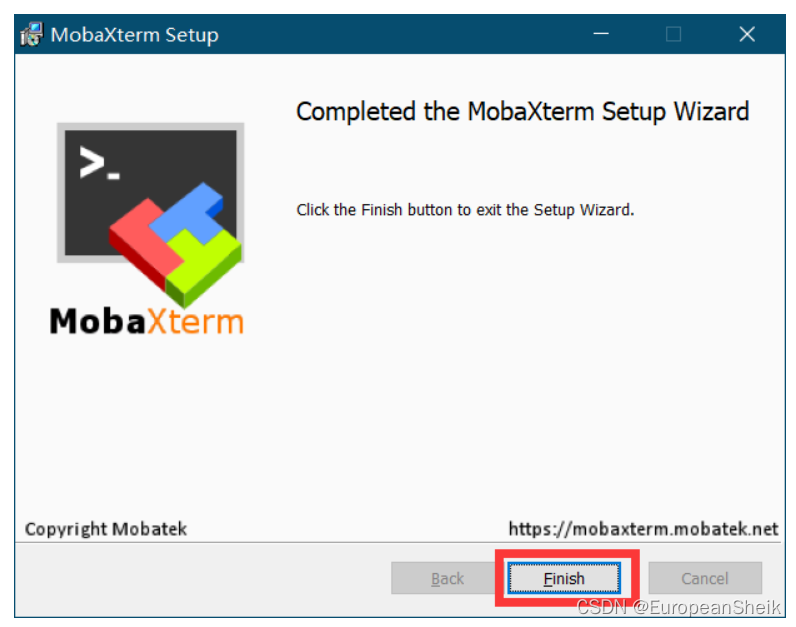 MobaXterm Setup
Completed the MobaXterm Setup Wizard
>_
Click the Finish button to exit the Setup Wizard.
MobaXterm
Copyright Mobatek
https://mobaxterm.mobatek.net
Back
Finish
Cancel
CSDN @EuropeanSheik